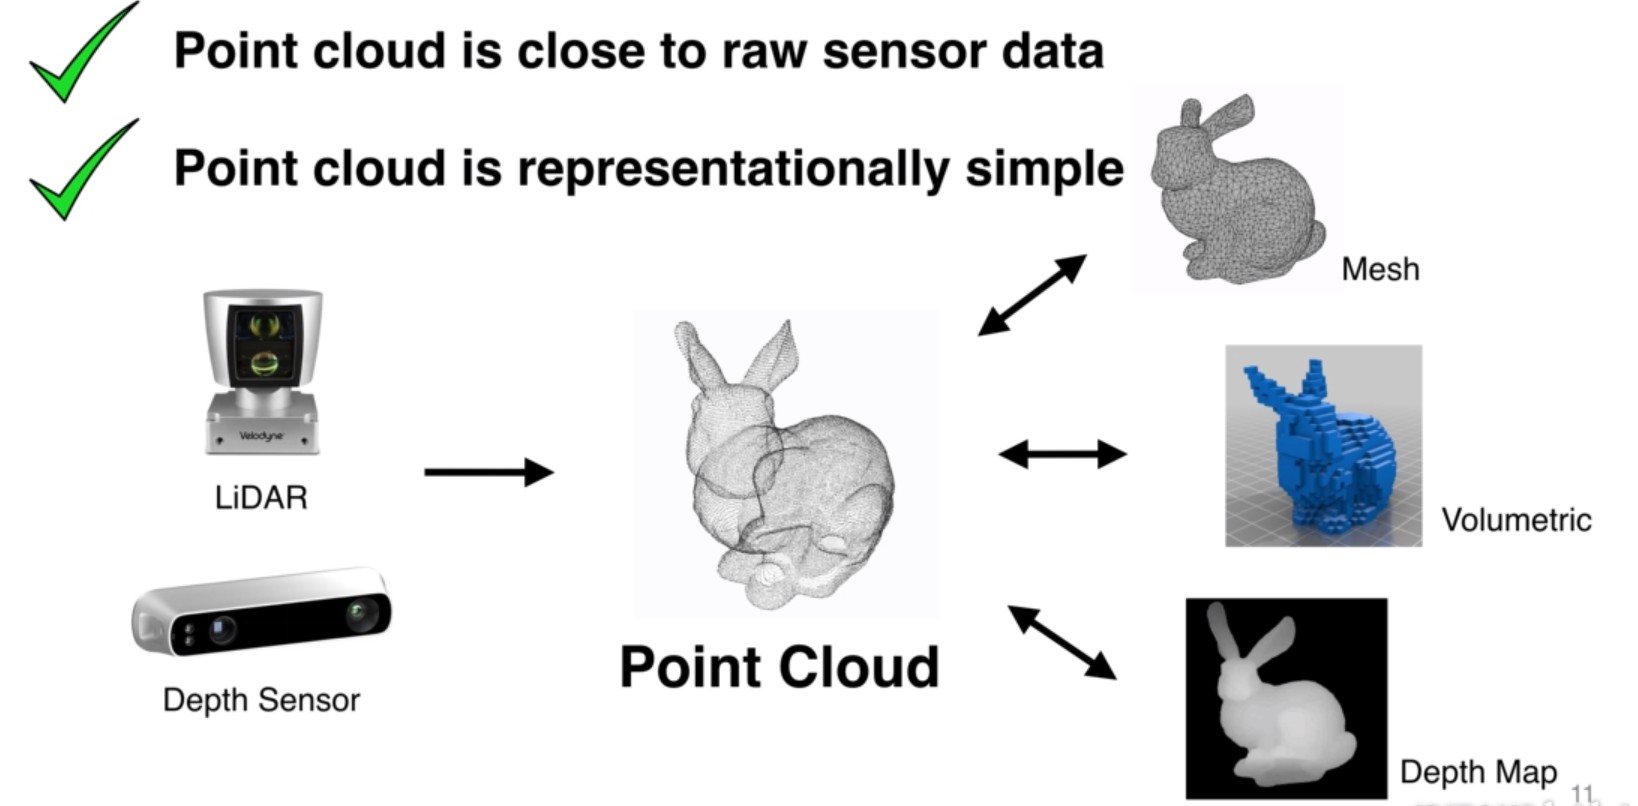 Point cloud is close to raw sensor data
Point cloud is representationally simple
Mesh
Velodyne
LiDAR
Volumetric
Point Cloud
Depth Sensor
Depth Map
11